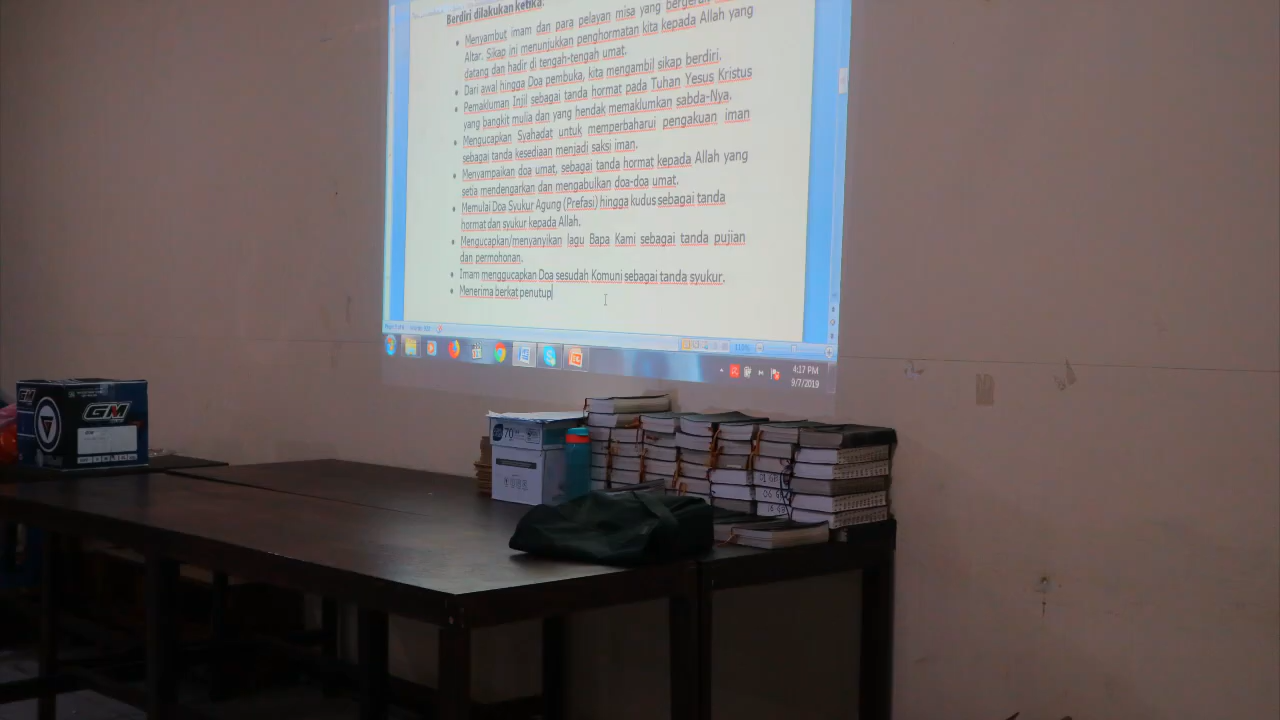 Berdiri dilakukan ketika:
• Menyambut imam dan para pelayan misa yang
Altar. Sikap ini menunjukkan penghormatan kita kepada Allah yang
datang dan hadir di tengah-tengah umat.
• Dari awal hingga Doa pembuka, kita mengambil sikap berdiri.
• Pemakluman Injil sebagai tanda hormat pada Tuhan Yesus Kristus
yang bangkit mulia dan yang hendak memaklumkan sabda-Nya.
• Mengucapkan Syahadat untuk memperbaharui pengakuan iman
sebagai tanda kesediaan menjadi saksi iman.
• Menyampaikan doa umat, sebagai tanda hormat kepada Allah yang
setia mendengarkan dan mengabulkan doa-doa umat.
• Memulai Doa Syukur Agung (Prefasi) hingga kudus sebagai tanda
hormat dan syukur kepada Allah.
• Mengucapkan/menyanyikan lagu Bapa Kami sebagai tanda pujian
dan permohonan.
• Imam menggucapkan Doa sesudah Komuni sebagai tanda syukur.
• Menerima berkat penutup
4:17 PM
9/7/2019
GM
GM
70